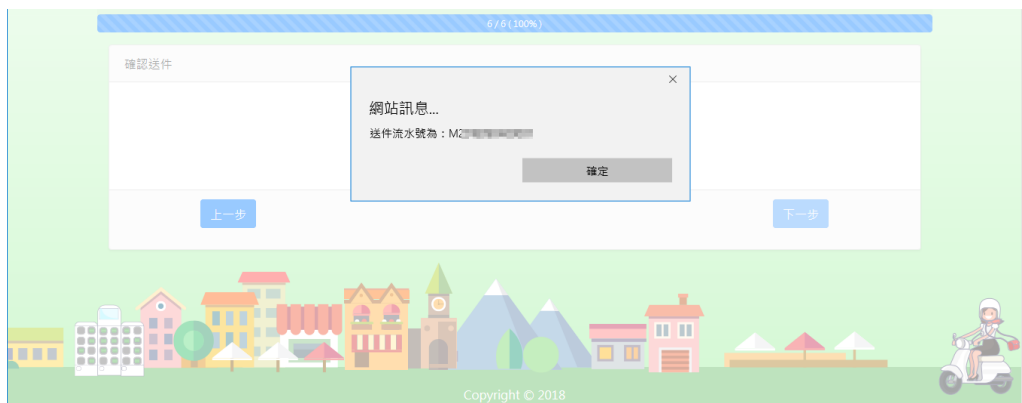 6 / 6 ( 100% )
確認送件
網站訊息...
送件流水號為：M2
確定
上一步
下一步
Copyright © 2018